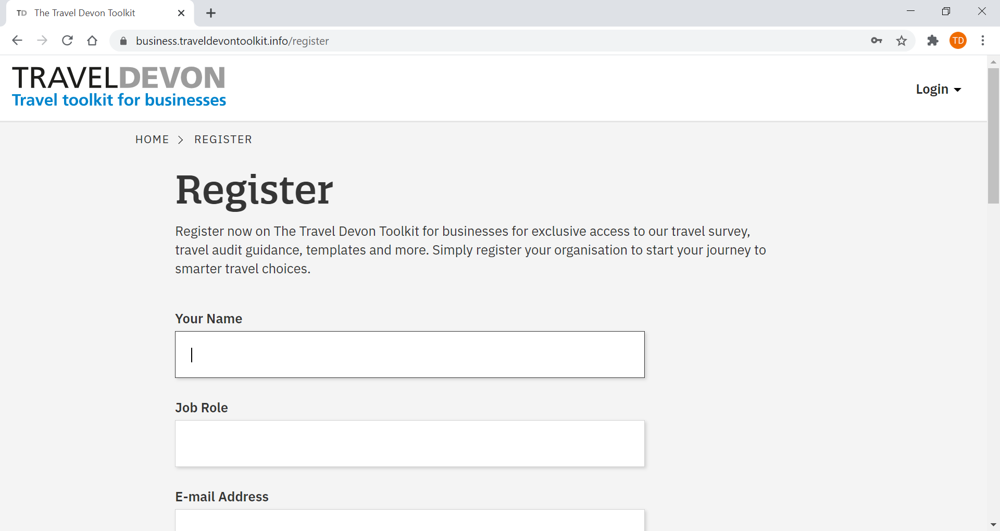 TD The Travel Devon Toolkit
business.traveldevontoolkit.info/register
TD
TRAVELDEVON
Travel toolkit for businesses
Login
HOME > REGISTER
Register
Register now on The Travel Devon Toolkit for businesses for exclusive access to our travel survey,
travel audit guidance, templates and more. Simply register your organisation to start your journey to
smarter travel choices.
Your Name
Job Role
E-mail Address